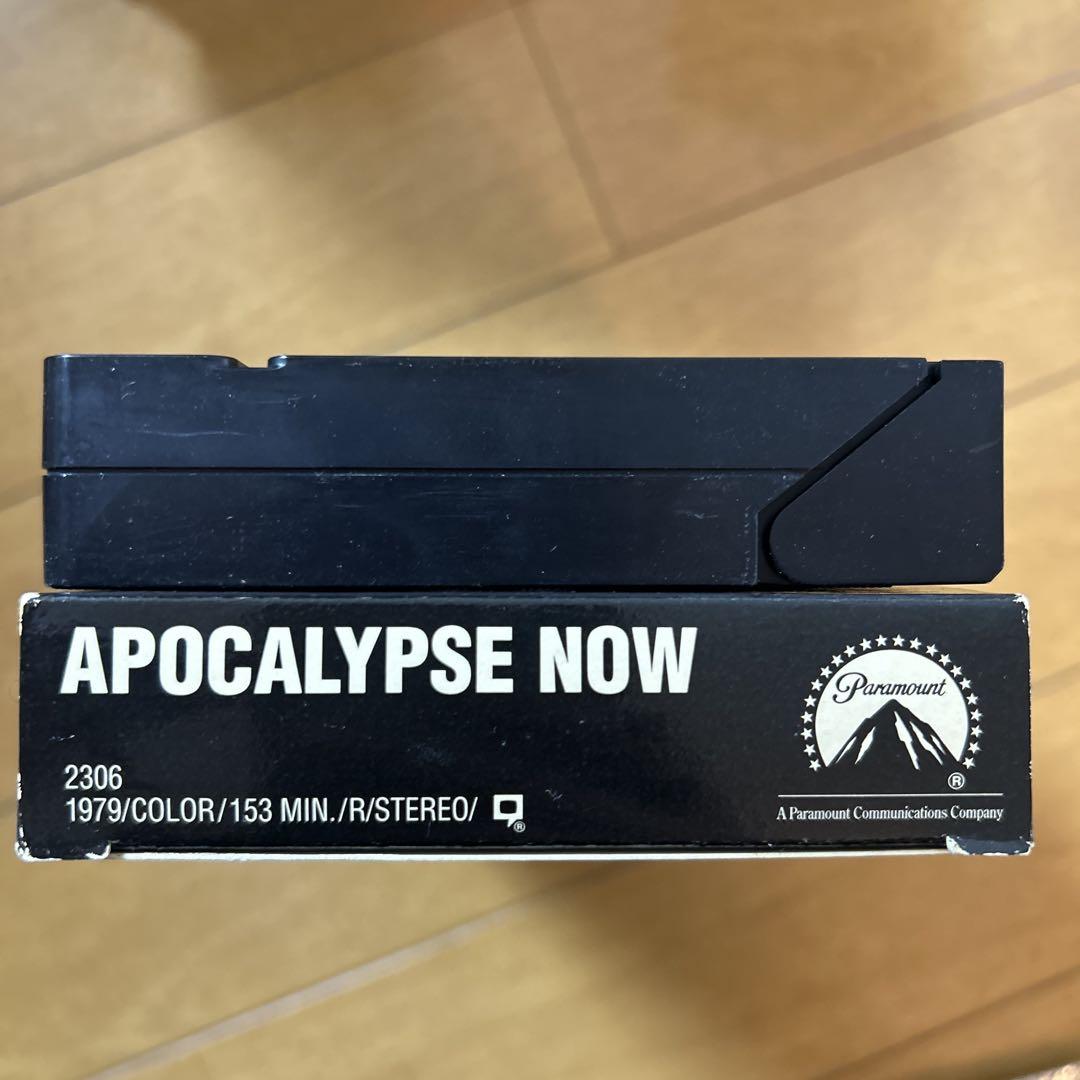 APOCALYPSE NOW
2306
1979/COLOR/153 MIN./R/STEREO/ ®
Paramount
®
A Paramount Communications Company